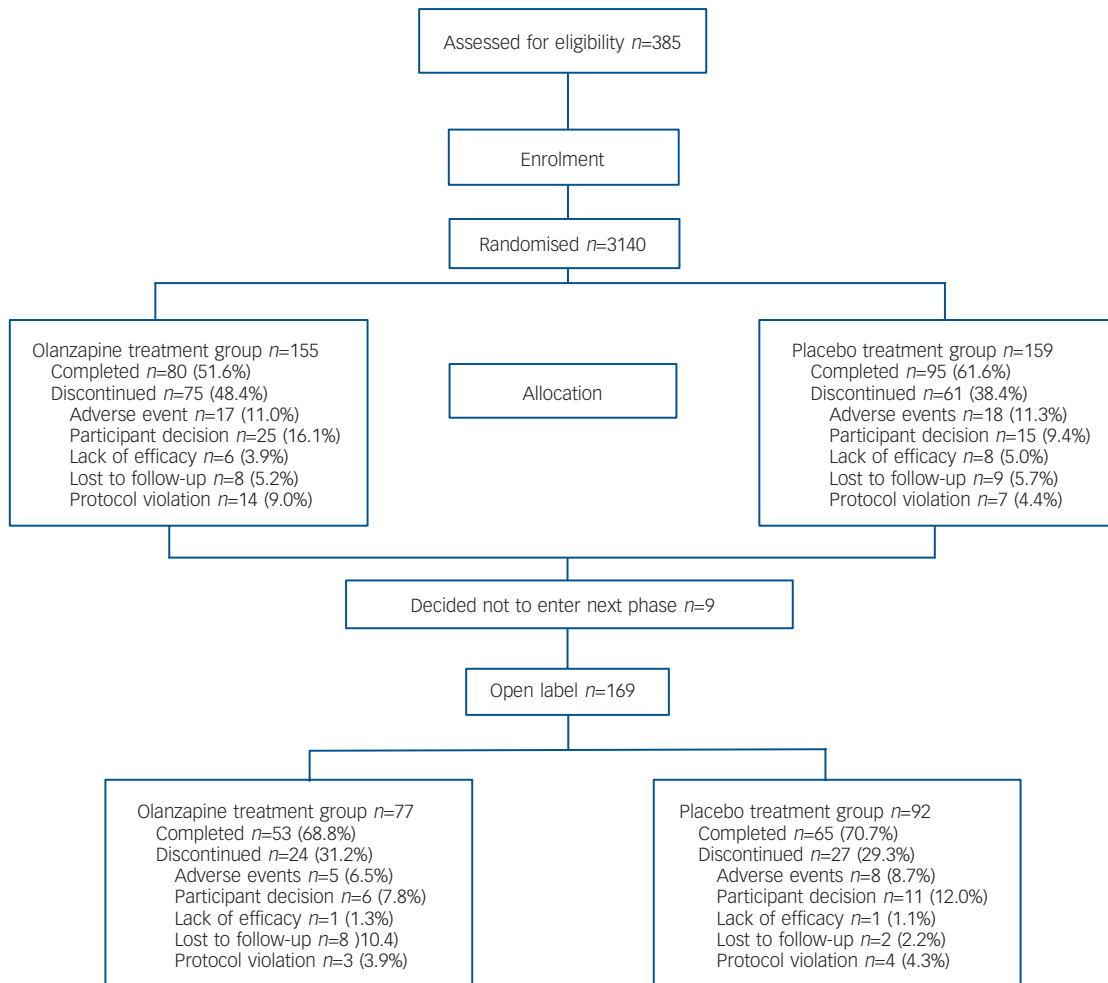 Assessed for eligibility n=385
Enrolment
Randomised n=3140
Olanzapine treatment group n=155
Completed n=80 (51.6%)
Discontinued n=75 (48.4%)
Adverse event n=17 (11.0%)
Participant decision n=25 (16.1%)
Lack of efficacy n=6 (3.9%)
Lost to follow-up n=8 (5.2%)
Protocol violation n=14 (9.0%)
Allocation
Placebo treatment group n=159
Completed n=95 (61.6%)
Discontinued n=61 (38.4%)
Adverse events n=18 (11.3%)
Participant decision n=15 (9.4%)
Lack of efficacy n=8 (5.0%)
Lost to follow-up n=9 (5.7%)
Protocol violation n=7 (4.4%)
Decided not to enter next phase n=9
Open label n=169
Olanzapine treatment group n=77
Completed n=53 (68.8%)
Discontinued n=24 (31.2%)
Adverse events n=5 (6.5%)
Participant decision n=6 (7.8%)
Lack of efficacy n=1 (1.3%)
Lost to follow-up n=8 )10.4)
Protocol violation n=3 (3.9%)
Placebo treatment group n=92
Completed n=65 (70.7%)
Discontinued n=27 (29.3%)
Adverse events n=8 (8.7%)
Participant decision n=11 (12.0%)
Lack of efficacy n=1 (1.1%)
Lost to follow-up n=2 (2.2%)
Protocol violation n=4 (4.3%)